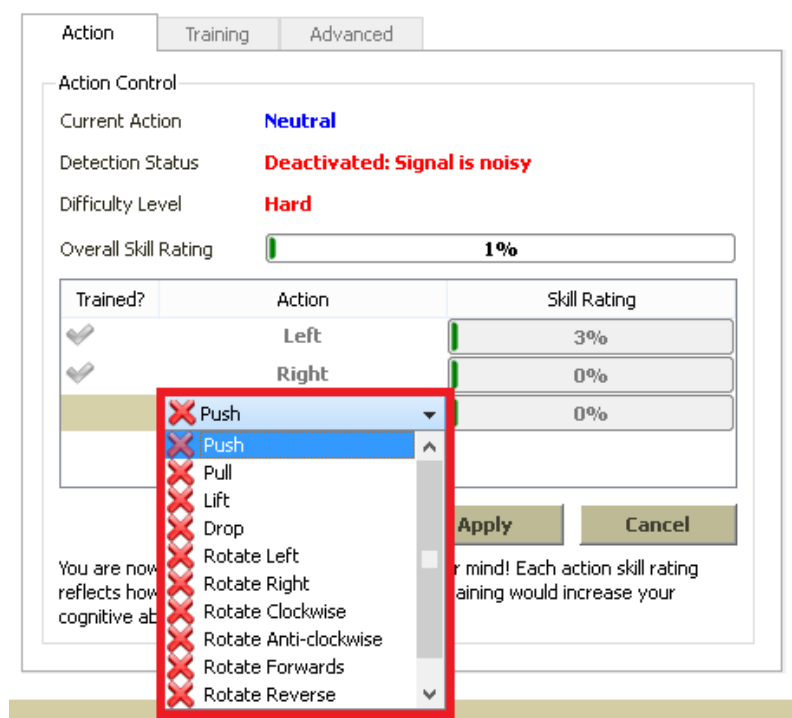 Action Training Advanced
Action Control
Current Action Neutral
Detection Status Deactivated: Signal is noisy
Difficulty Level Hard
Overall Skill Rating 1%
Trained? Action Skill Rating
Left 3%
Right 0%
Push 0%
Push
Pull
Lift
Drop
Rotate Left
Rotate Right
Rotate Clockwise
Rotate Anti-clockwise
Rotate Forwards
Rotate Reverse
Apply Cancel
You are now r mind! Each action skill rating
reflects how aining would increase your
cognitive ab